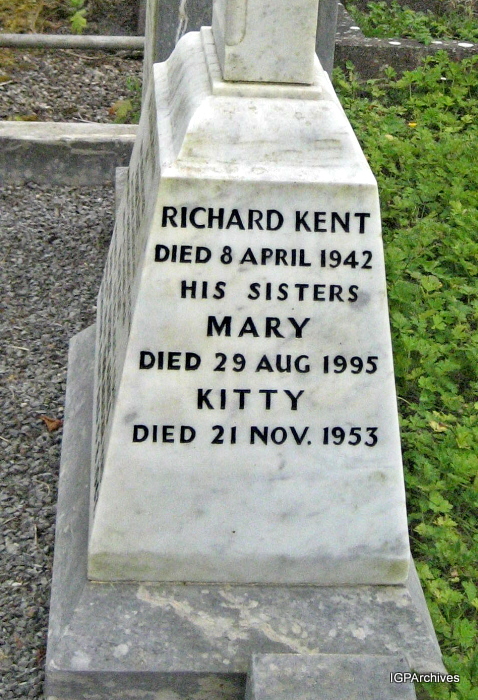 RICHARD KENT
DIED 8 APRIL 1942
HIS SISTERS
MARY
DIED 29 AUG 1995
KITTY
DIED 21 NOV. 1953
IGPArchives